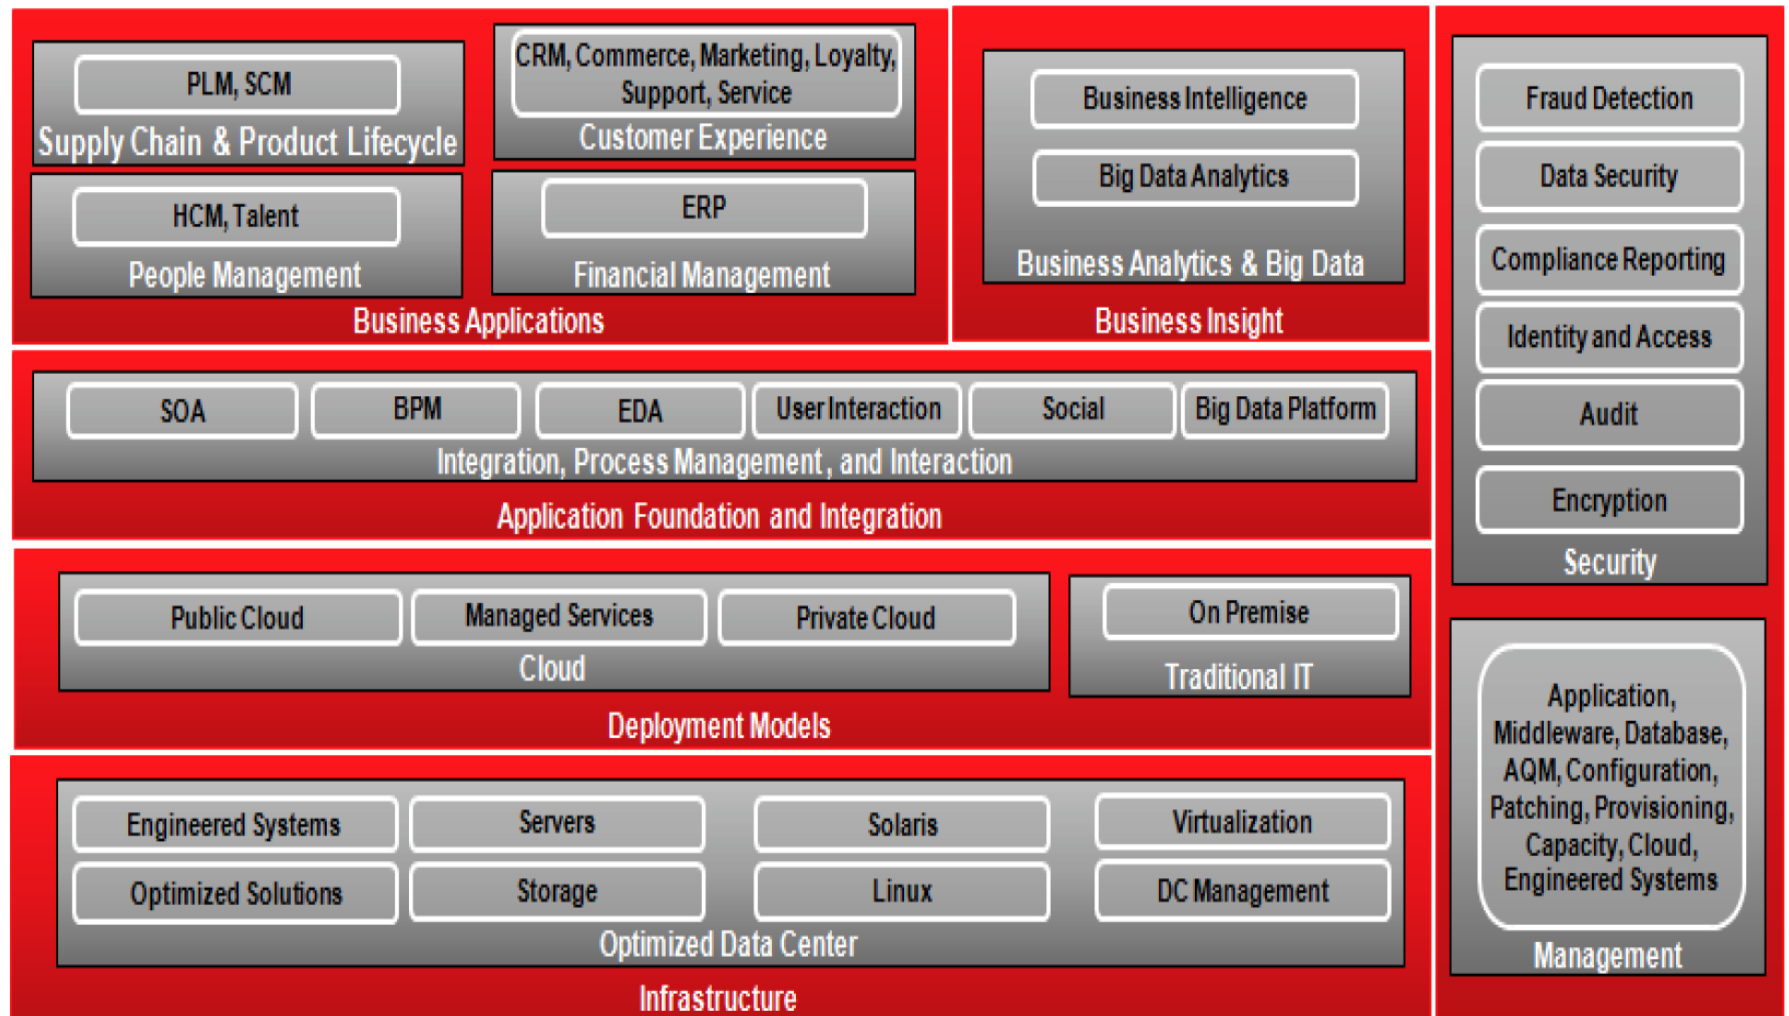 PLM, SCM
Supply Chain & Product Lifecycle
CRM, Commerce, Marketing, Loyalty,
Support, Service
Customer Experience
HCM, Talent
People Management
ERP
Financial Management
Business Applications
Business Intelligence
Big Data Analytics
Business Analytics & Big Data
Business Insight
SOA
BPM
EDA
User Interaction
Social
Big Data Platform
Integration, Process Management, and Interaction
Application Foundation and Integration
Public Cloud
Managed Services
Private Cloud
Cloud
On Premise
Traditional IT
Deployment Models
Engineered Systems
Servers
Solaris
Virtualization
Optimized Solutions
Storage
Linux
DC Management
Optimized Data Center
Infrastructure
Fraud Detection
Data Security
Compliance Reporting
Identity and Access
Audit
Encryption
Security
Application,
Middleware, Database,
AQM, Configuration,
Patching, Provisioning,
Capacity, Cloud,
Engineered Systems
Management